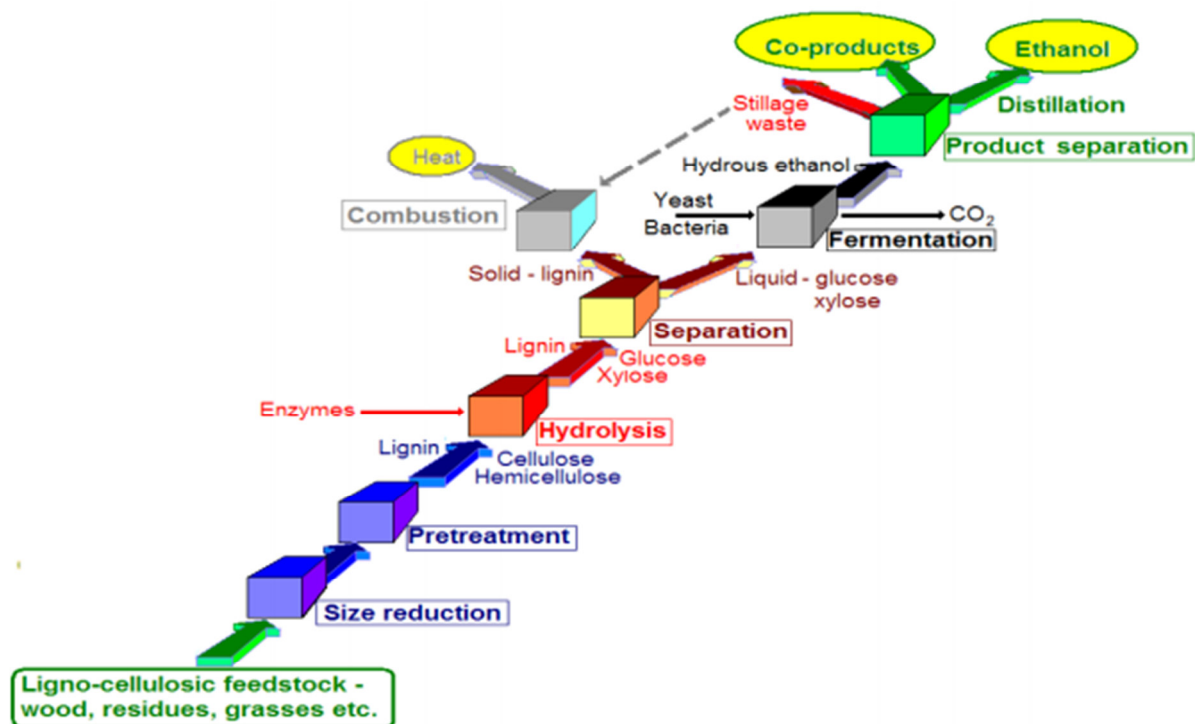 Co-products
Ethanol
Stillage
waste
Distillation
Product separation
Heat
Hydrous ethanol
Combustion
Yeast
Bacteria
CO2
Fermentation
Solid - lignin
Liquid - glucose
xylose
Separation
Lignin
Glucose
Xylose
Enzymes
Hydrolysis
Lignin
Cellulose
Hemicellulose
Pretreatment
Size reduction
Ligno-cellulosic feedstock -
wood, residues, grasses etc.